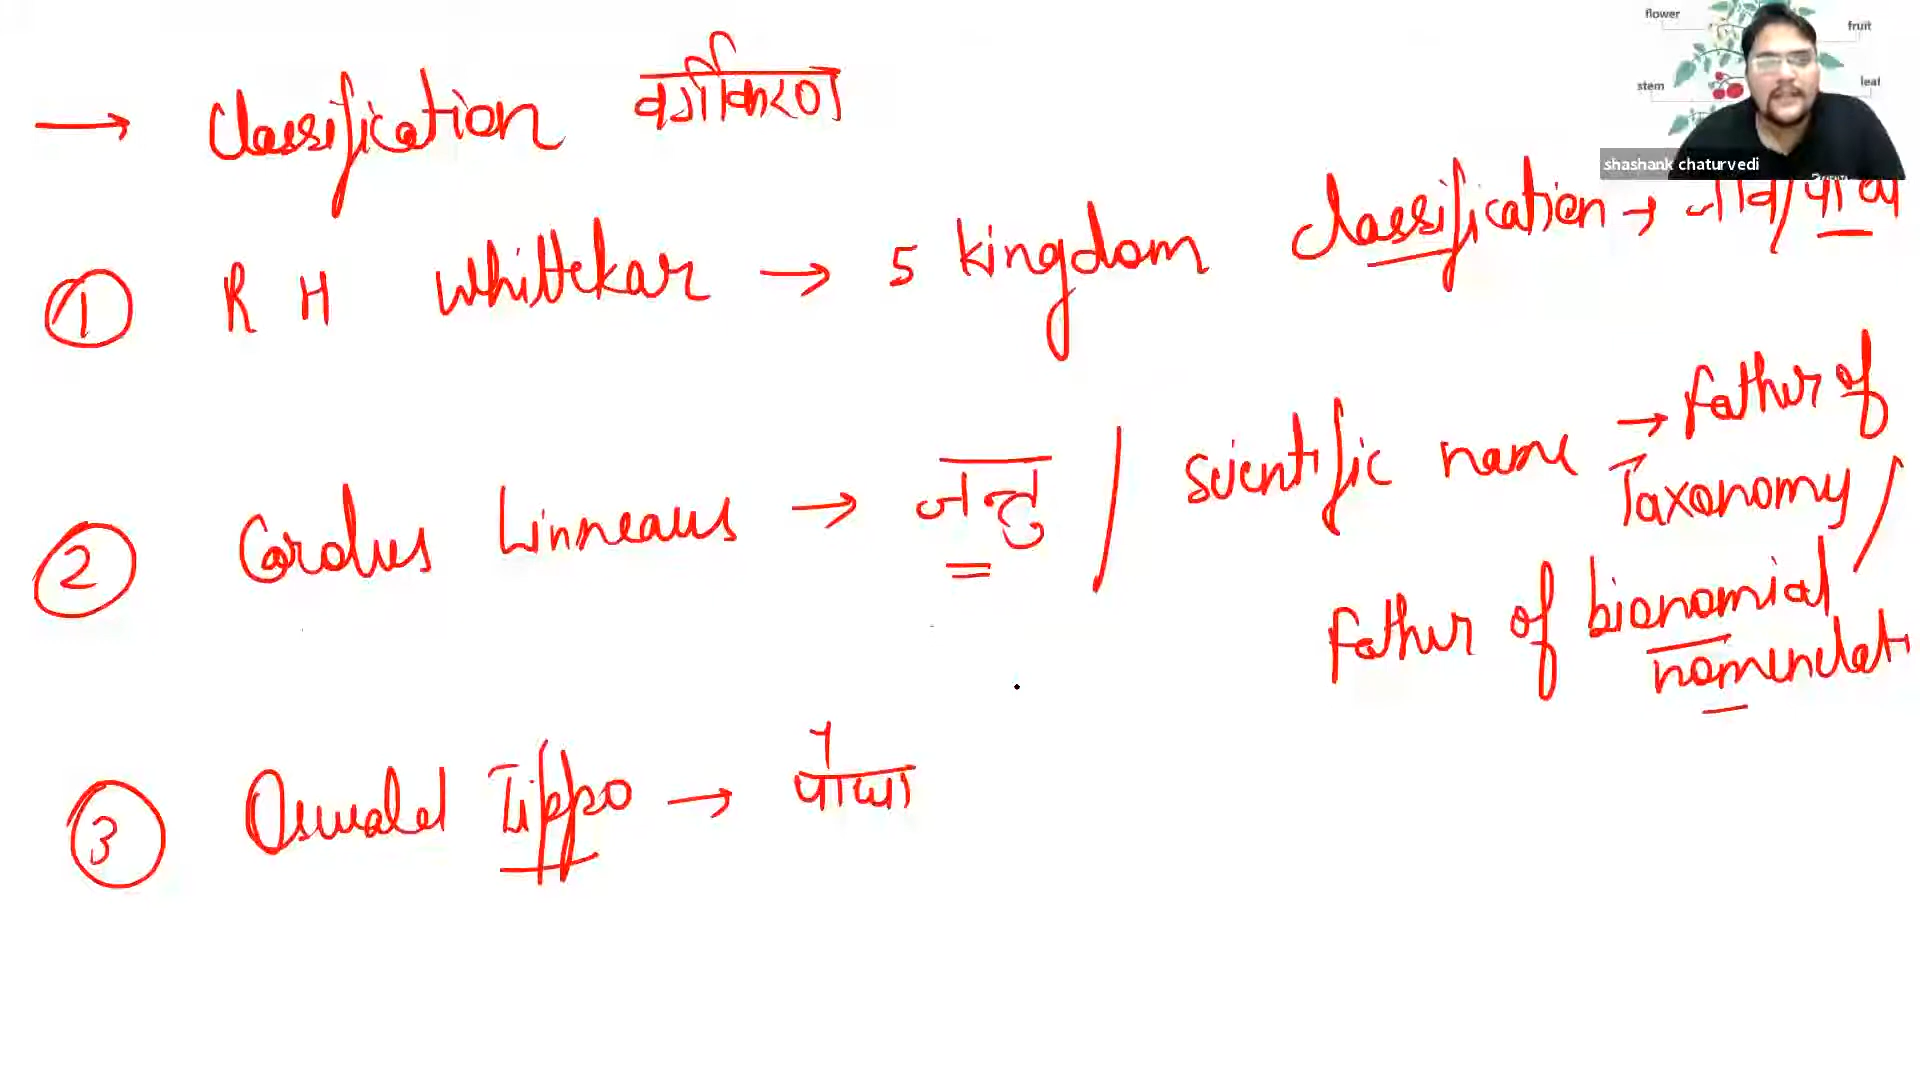 flower
fruit
stem
leaf
shashank chaturvedi
→ Classification वर्गीकरण
① R H Whittekar → 5 kingdom Classification → जीव/
② Carolus Linneaus → जन्तु / scientific name → Father of
Taxonomy /
Father of bionomial
nomenclati
③ Oswald Tippo → पौधा